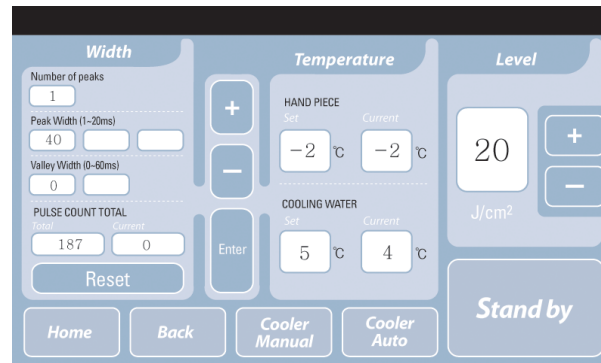 Width
Number of peaks
1
Peak Width (1~20ms)
40
Valley Width (0~60ms)
0
PULSE COUNT TOTAL
Total Current
187 0
Reset
+
−
Enter
Temperature
HAND PIECE
Set Current
−2 ℃ −2 ℃
COOLING WATER
Set Current
5 ℃ 4 ℃
Level
20
J/cm²
+
−
Stand by
Home
Back
Cooler
Manual
Cooler
Auto